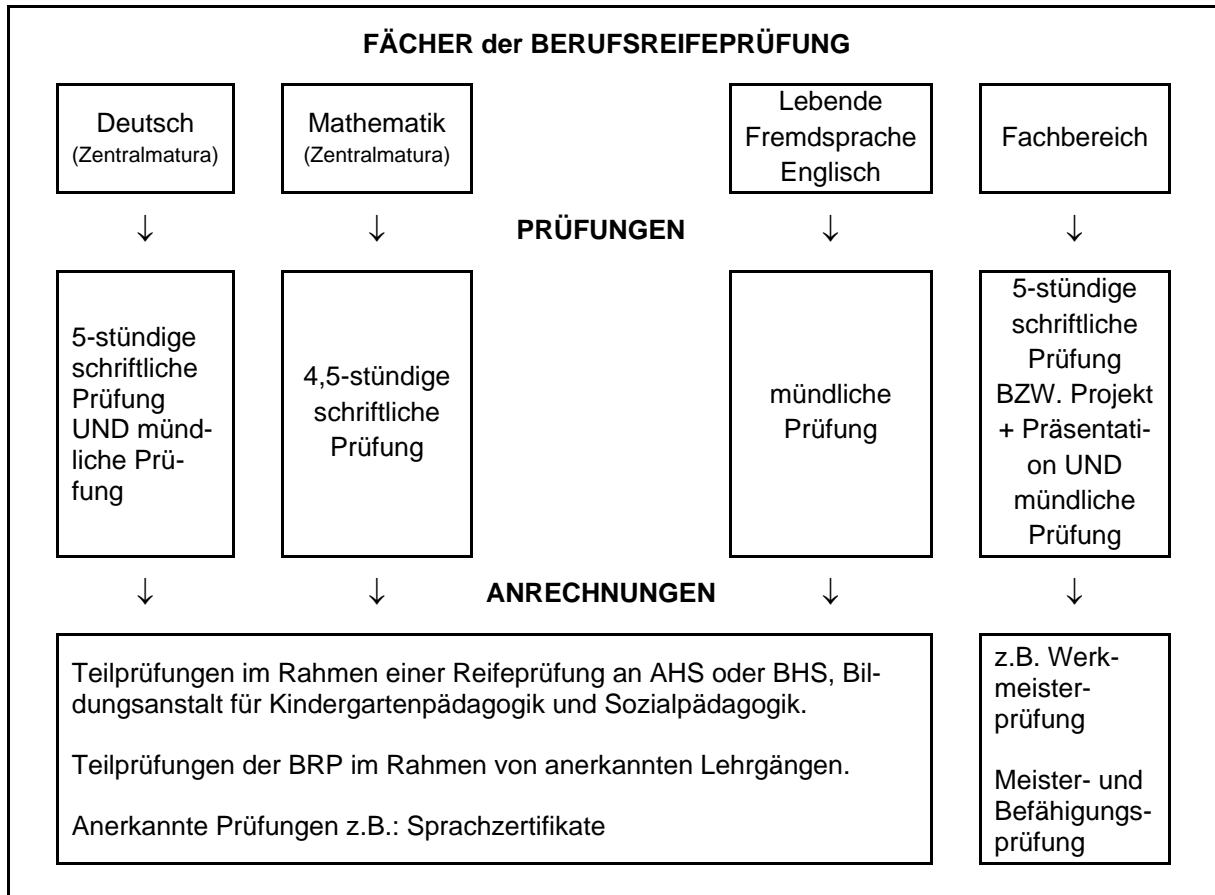 FÄCHER der BERUFSREIFEPRÜFUNG
Deutsch
(Zentralmatura)
Mathematik
(Zentralmatura)
Lebende
Fremdsprache
Englisch
Fachbereich
↓
↓
PRÜFUNGEN
↓
↓
5-stündige
schriftliche
Prüfung
UND münd-
liche Prü-
fung
4,5-stündige
schriftliche
Prüfung
mündliche
Prüfung
5-stündige
schriftliche
Prüfung
BZW. Projekt
+ Präsentati-
on UND
mündliche
Prüfung
↓
↓
ANRECHNUNGEN
↓
↓
Teilprüfungen im Rahmen einer Reifeprüfung an AHS oder BHS, Bil-
dungsanstalt für Kindergartenpädagogik und Sozialpädagogik.
Teilprüfungen der BRP im Rahmen von anerkannten Lehrgängen.
Anerkannte Prüfungen z.B.: Sprachzertifikate
z.B. Werk-
meister-
prüfung
Meister- und
Befähigungs-
prüfung